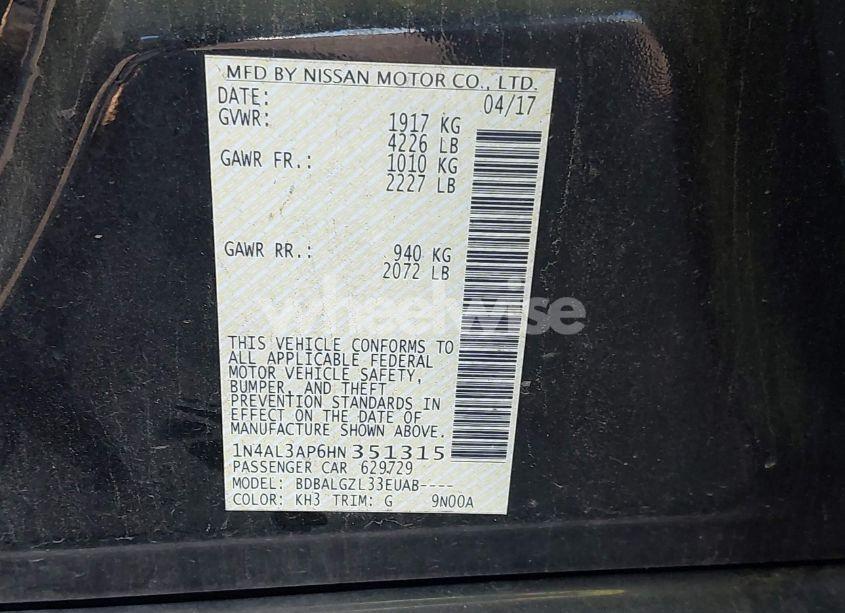 MFD BY NISSAN MOTOR CO., LTD.
DATE: 04/17
GVWR: 1917 KG
4226 LB
GAWR FR.: 1010 KG
2227 LB
GAWR RR.: 940 KG
2072 LB
wheelwise
THIS VEHICLE CONFORMS TO
ALL APPLICABLE FEDERAL
MOTOR VEHICLE SAFETY,
BUMPER, AND THEFT
PREVENTION STANDARDS IN
EFFECT ON THE DATE OF
MANUFACTURE SHOWN ABOVE.
1N4AL3AP6HN 351315
PASSENGER CAR 629729
MODEL: BDBALGZL33EUAB----
COLOR: KH3 TRIM: G 9N00A